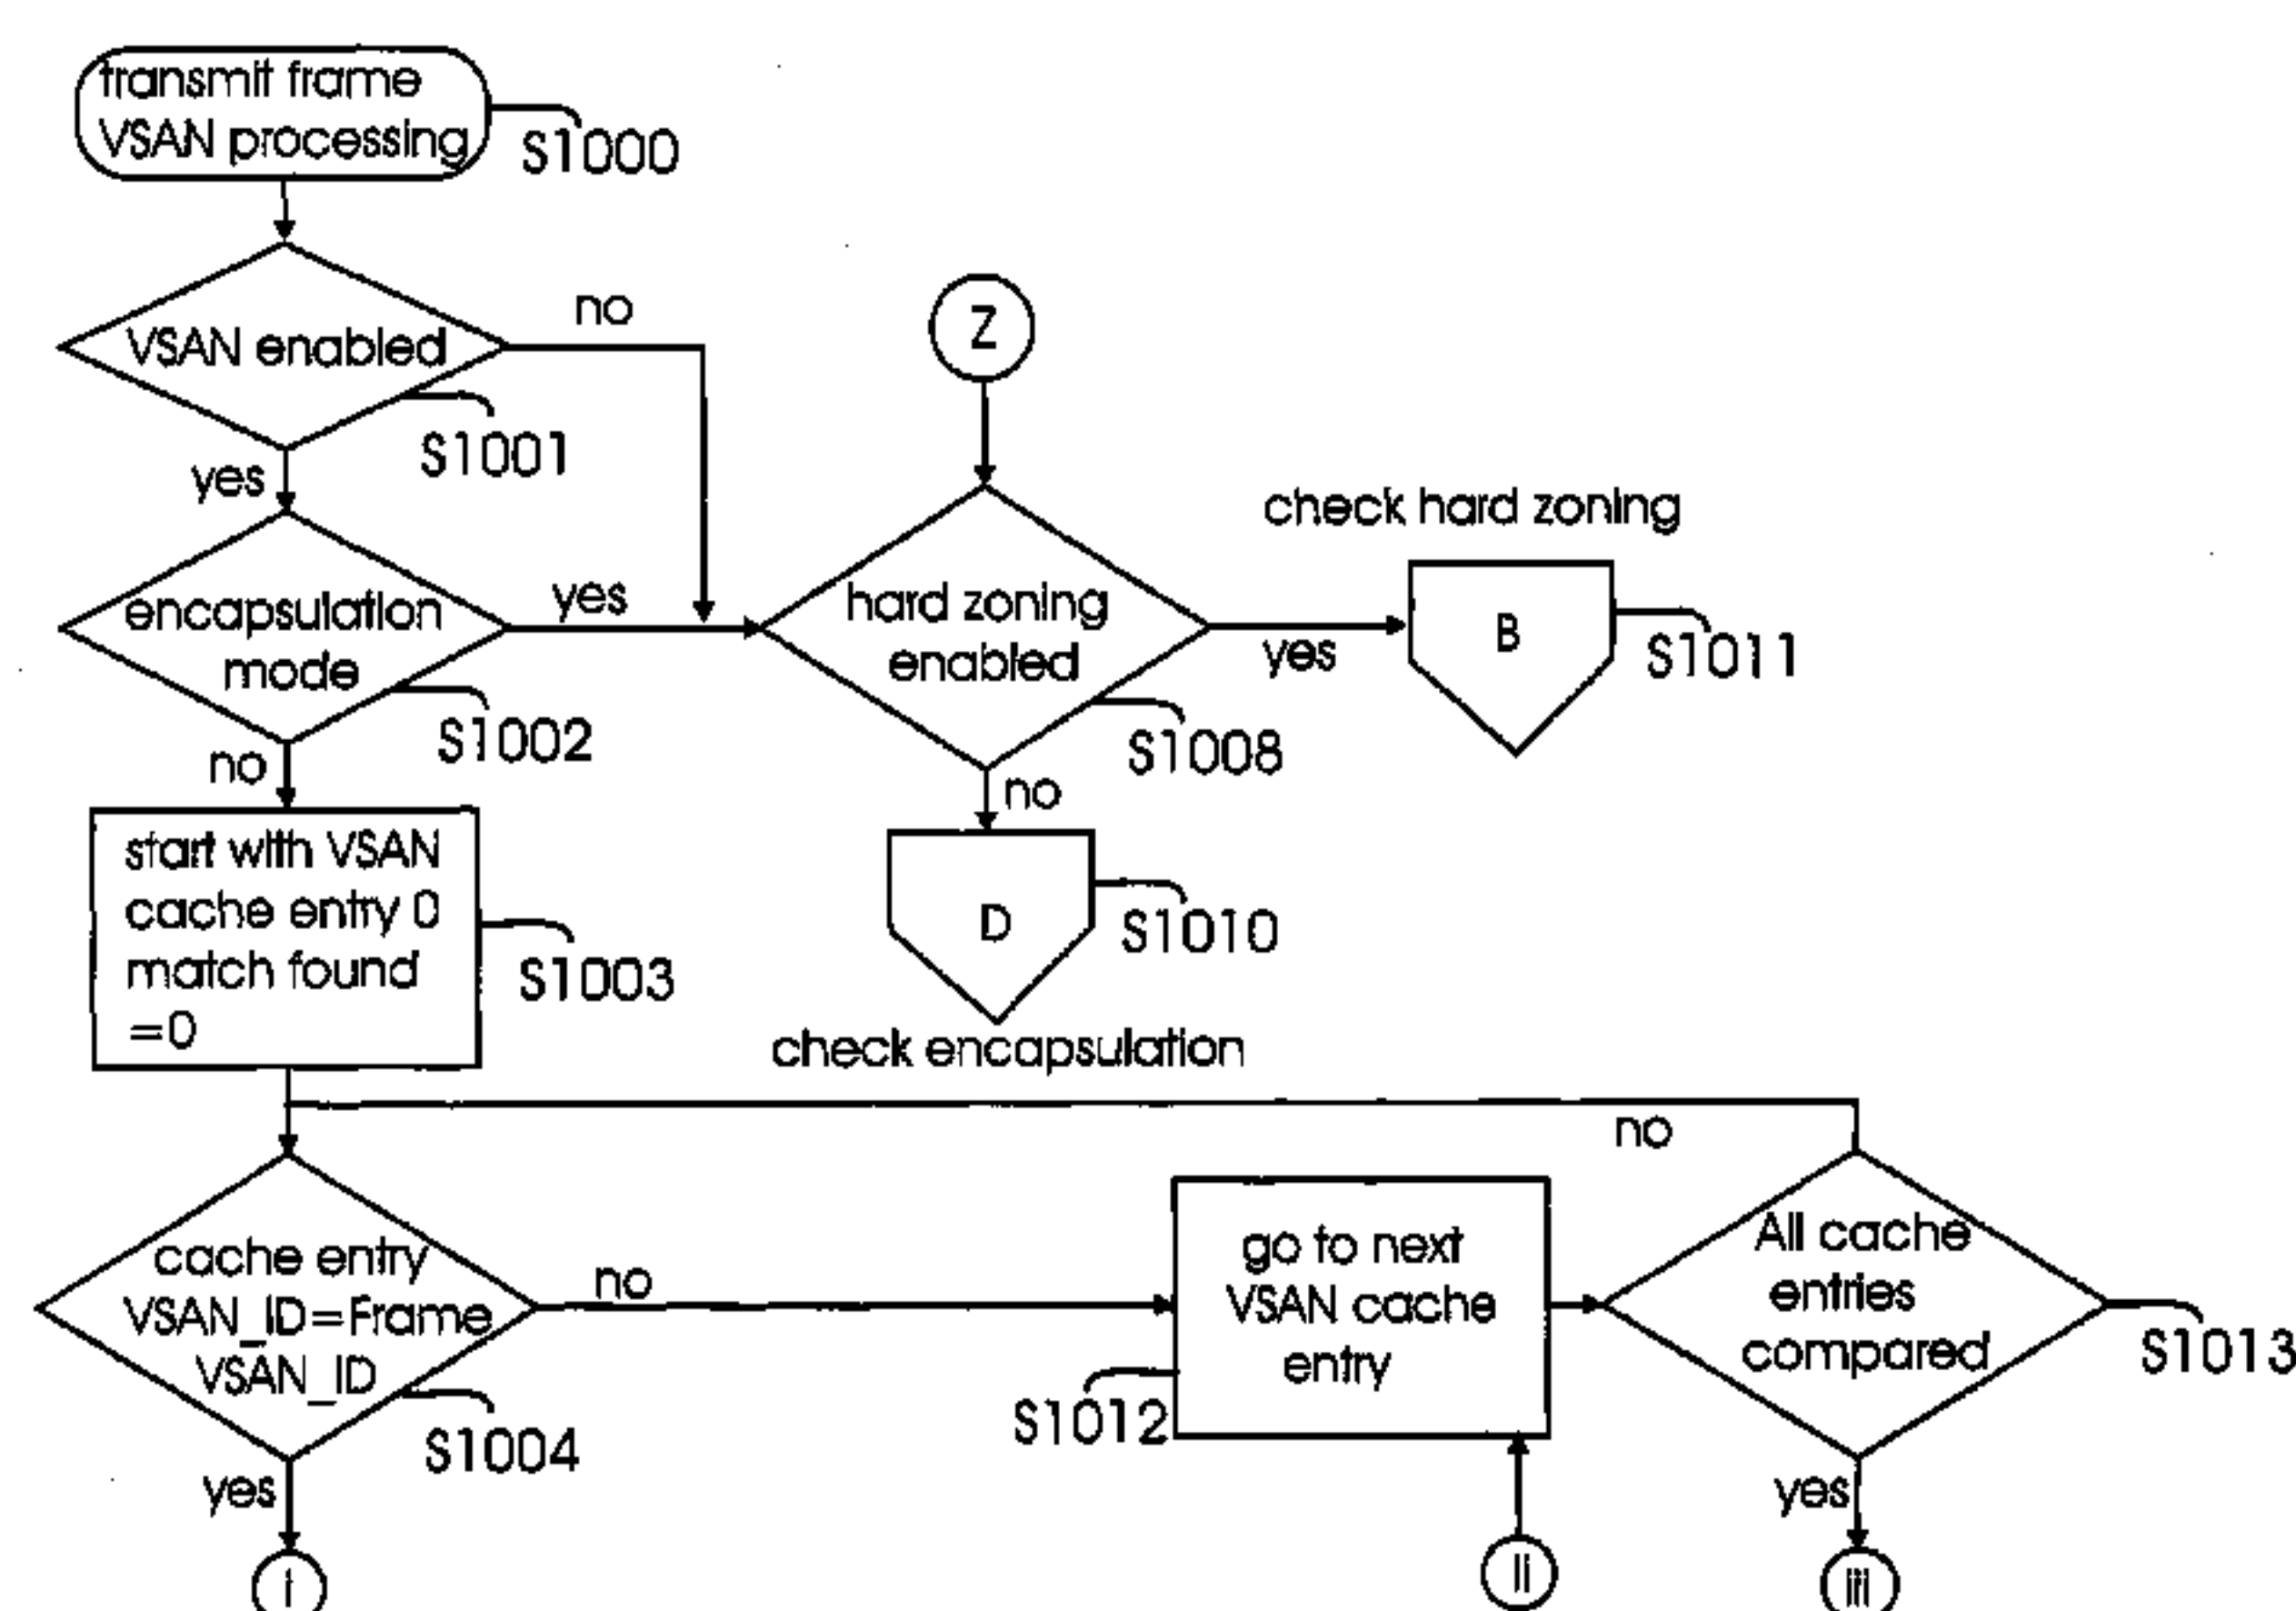 transmit frame
VSAN processing
S1000
VSAN enabled
no
S1001
yes
Z
encapsulation
mode
yes
S1002
no
hard zoning
enabled
S1008
yes
check hard zoning
B
S1011
no
D
S1010
check encapsulation
start with VSAN
cache entry 0
match found
=0
S1003
cache entry
VSAN_ID=Frame
VSAN_ID
no
S1004
yes
i
go to next
VSAN cache
entry
S1012
ii
no
All cache
entries
compared
S1013
yes
iii